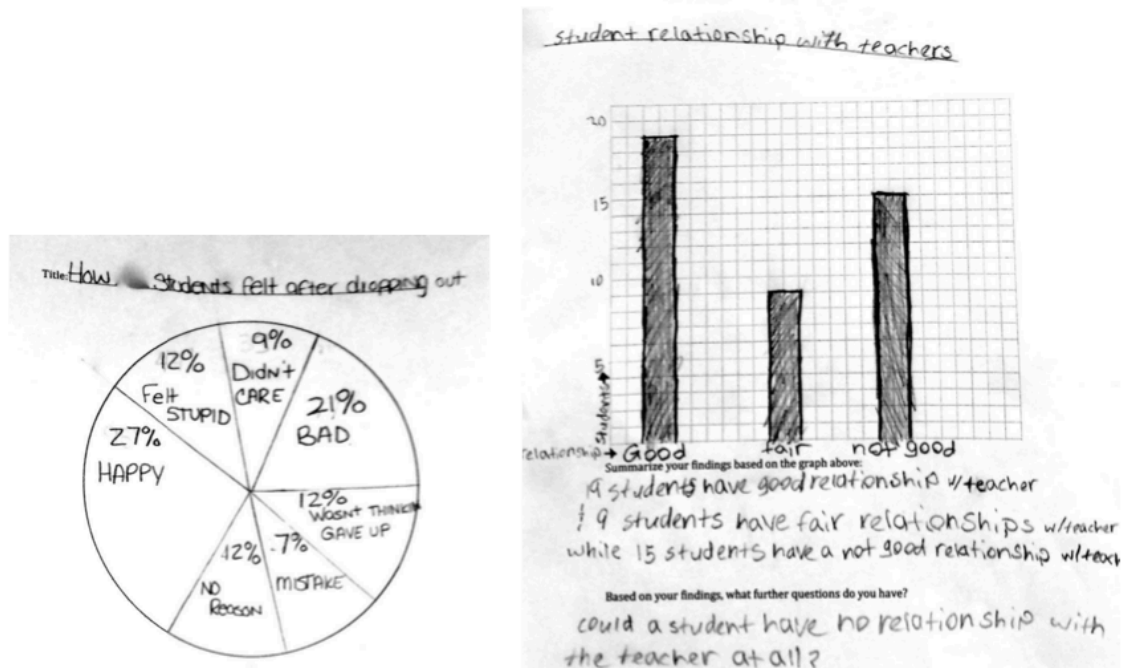 Title: How Students felt after dropping out
9%
Didn't
CARE
12%
Felt
STUPID
21%
BAD
27%
HAPPY
12%
Wasnt THINKIN
GAVE UP
7%
MISTAKE
12%
NO
REASON
student relationship with teachers
20
15
10
5
Students
relationship → Good fair not good
Summarize your findings based on the graph above:
19 students have good relationship w/teacher
9 students have fair relationships w/teacher
while 15 students have a not good relationship w/teach
Based on your findings, what further questions do you have?
could a student have no relationship with
the teacher at all?